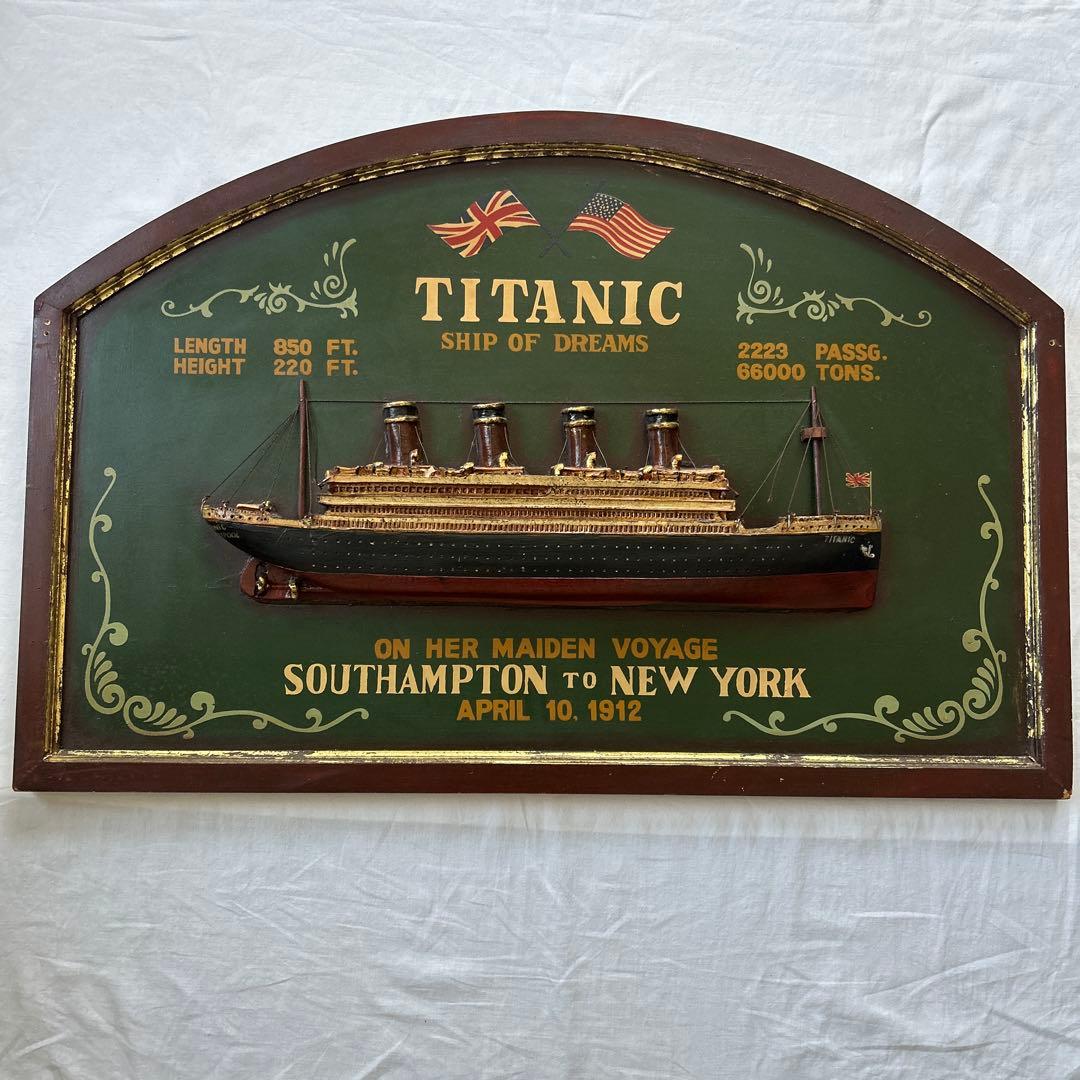 TITANIC
SHIP OF DREAMS
LENGTH 850 FT.
HEIGHT 220 FT.
2223 PASSG.
66000 TONS.
TITANIC
ON HER MAIDEN VOYAGE
SOUTHAMPTON TO NEW YORK
APRIL 10, 1912